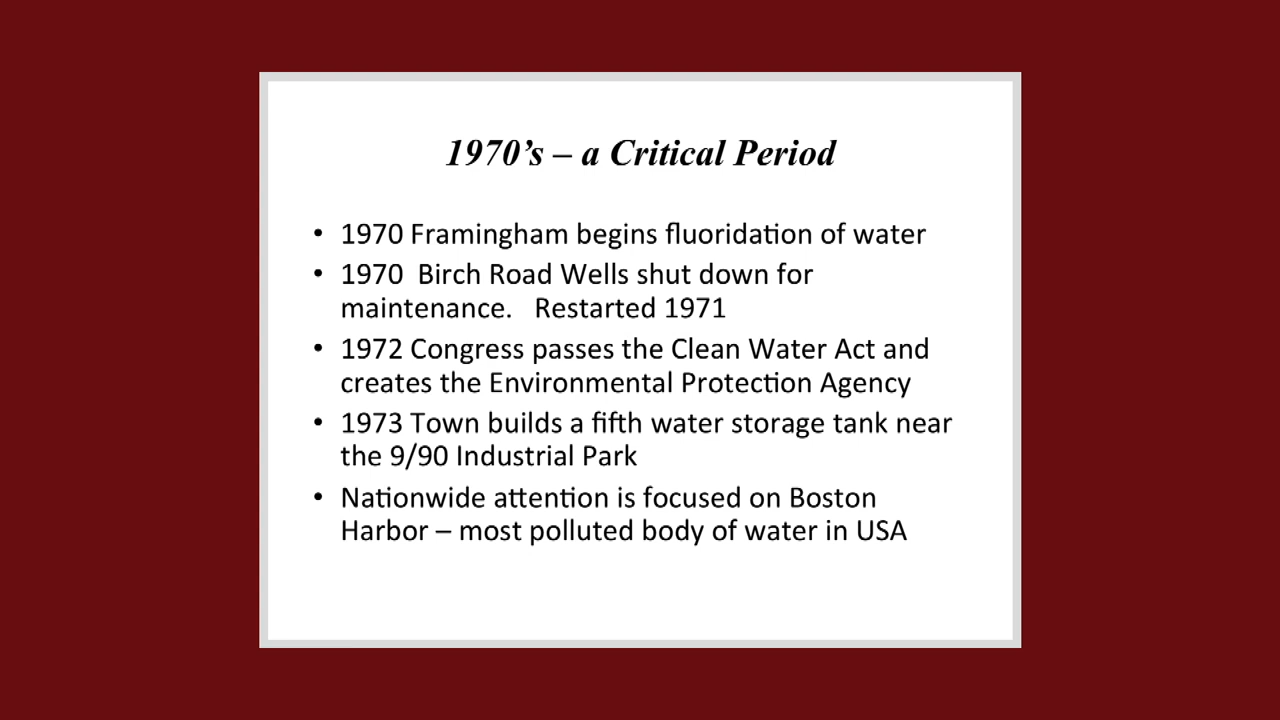 1970’s – a Critical Period
• 1970 Framingham begins fluoridation of water
• 1970  Birch Road Wells shut down for
maintenance.   Restarted 1971
• 1972 Congress passes the Clean Water Act and
creates the Environmental Protection Agency
• 1973 Town builds a fifth water storage tank near
the 9/90 Industrial Park
• Nationwide attention is focused on Boston
Harbor – most polluted body of water in USA